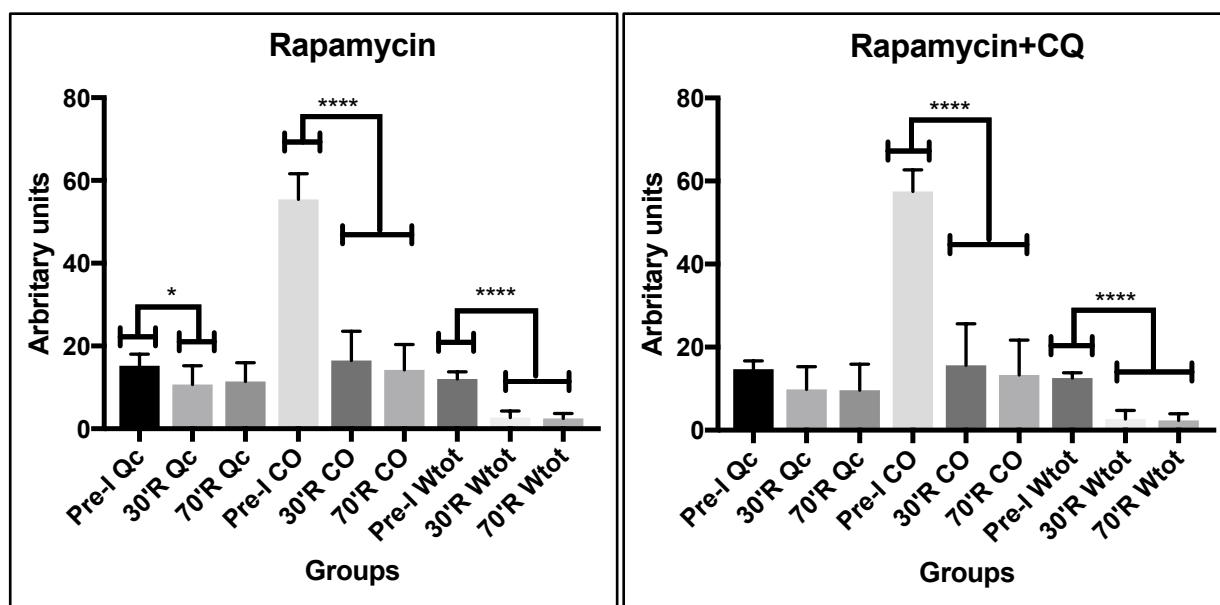 Rapamycin
Arbritary units
80
60
40
20
0
****
*
****
Pre-I Qc
30'R Qc
70'R Qc
Pre-I CO
30'R CO
70'R CO
Pre-I Wtot
30'R Wtot
70'R Wtot
Groups
Rapamycin+CQ
Arbritary units
80
60
40
20
0
****
****
Pre-I Qc
30'R Qc
70'R Qc
Pre-I CO
30'R CO
70'R CO
Pre-I Wtot
30'R Wtot
70'R Wtot
Groups